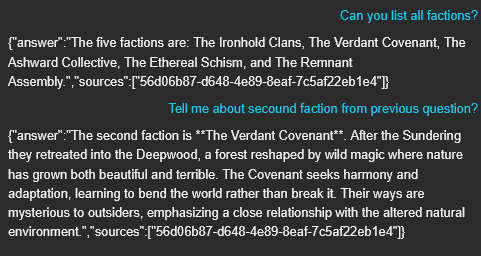 Can you list all factions?
{"answer":"The five factions are: The Ironhold Clans, The Verdant Covenant, The
Ashward Collective, The Ethereal Schism, and The Remnant
Assembly.","sources":["56d06b87-d648-4e89-8eaf-7c5af22eb1e4"]}
Tell me about secound faction from previous question?
{"answer":"The second faction is **The Verdant Covenant**. After the Sundering
they retreated into the Deepwood, a forest reshaped by wild magic where nature
has grown both beautiful and terrible. The Covenant seeks harmony and
adaptation, learning to bend the world rather than break it. Their ways are
mysterious to outsiders, emphasizing a close relationship with the altered natural
environment.","sources":["56d06b87-d648-4e89-8eaf-7c5af22eb1e4"]}